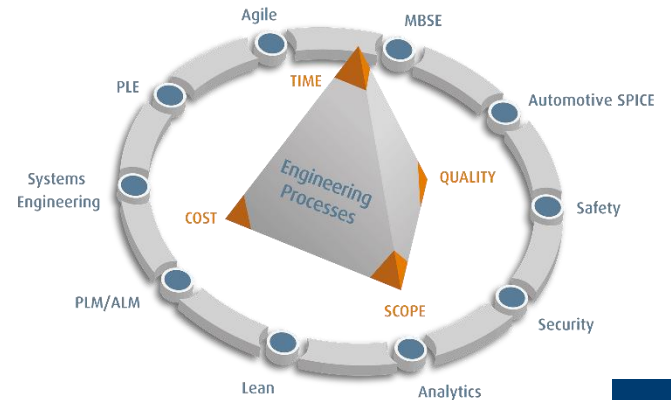 Agile
MBSE
TIME
PLE
Automotive SPICE
Engineering
Processes
QUALITY
Systems
Engineering
COST
Safety
PLM/ALM
SCOPE
Security
Lean
Analytics